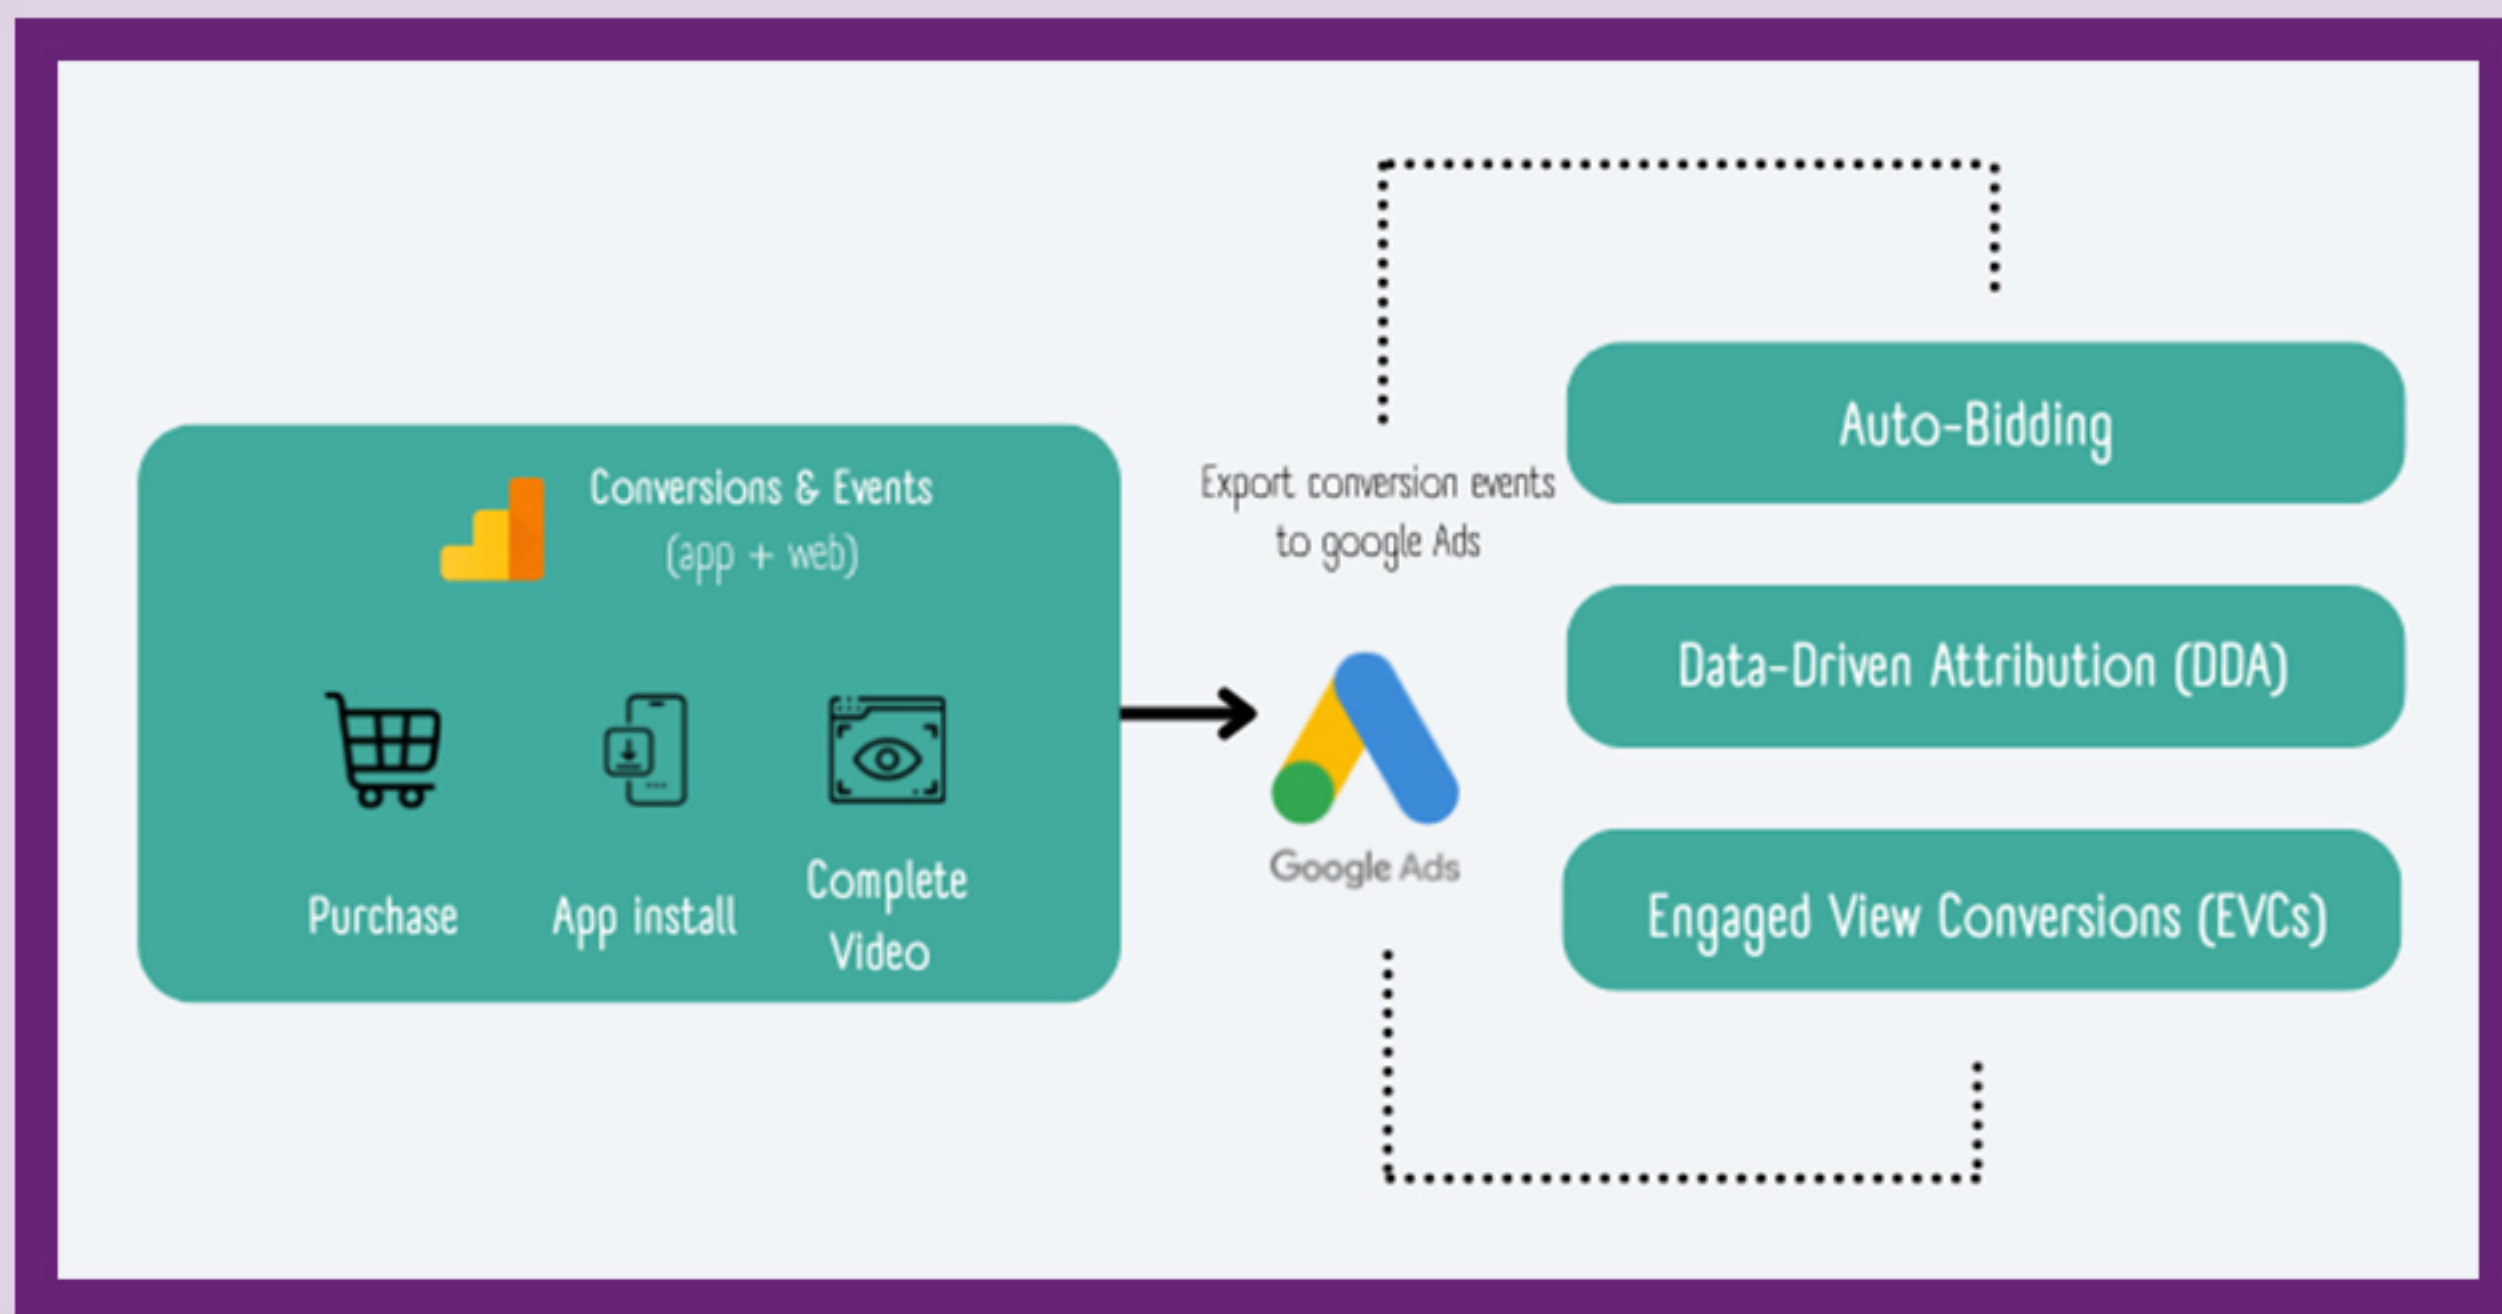 Conversions & Events
(app + web)
Purchase
App install
Complete
Video
Export conversion events
to google Ads
Google Ads
Auto-Bidding
Data-Driven Attribution (DDA)
Engaged View Conversions (EVCs)